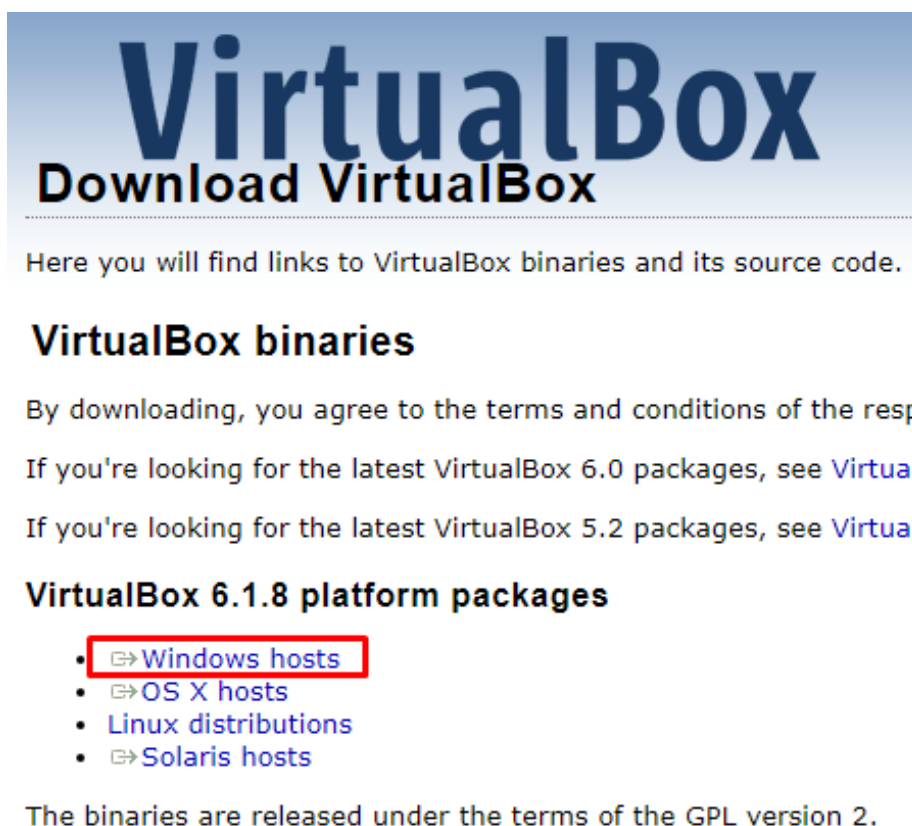 VirtualBox
Download VirtualBox
Here you will find links to VirtualBox binaries and its source code.
VirtualBox binaries
By downloading, you agree to the terms and conditions of the
If you're looking for the latest VirtualBox 6.0 packages, see
If you're looking for the latest VirtualBox 5.2 packages, see
VirtualBox 6.1.8 platform packages
Windows hosts
OS X hosts
Linux distributions
Solaris hosts
The binaries are released under the terms of the GPL version 2.